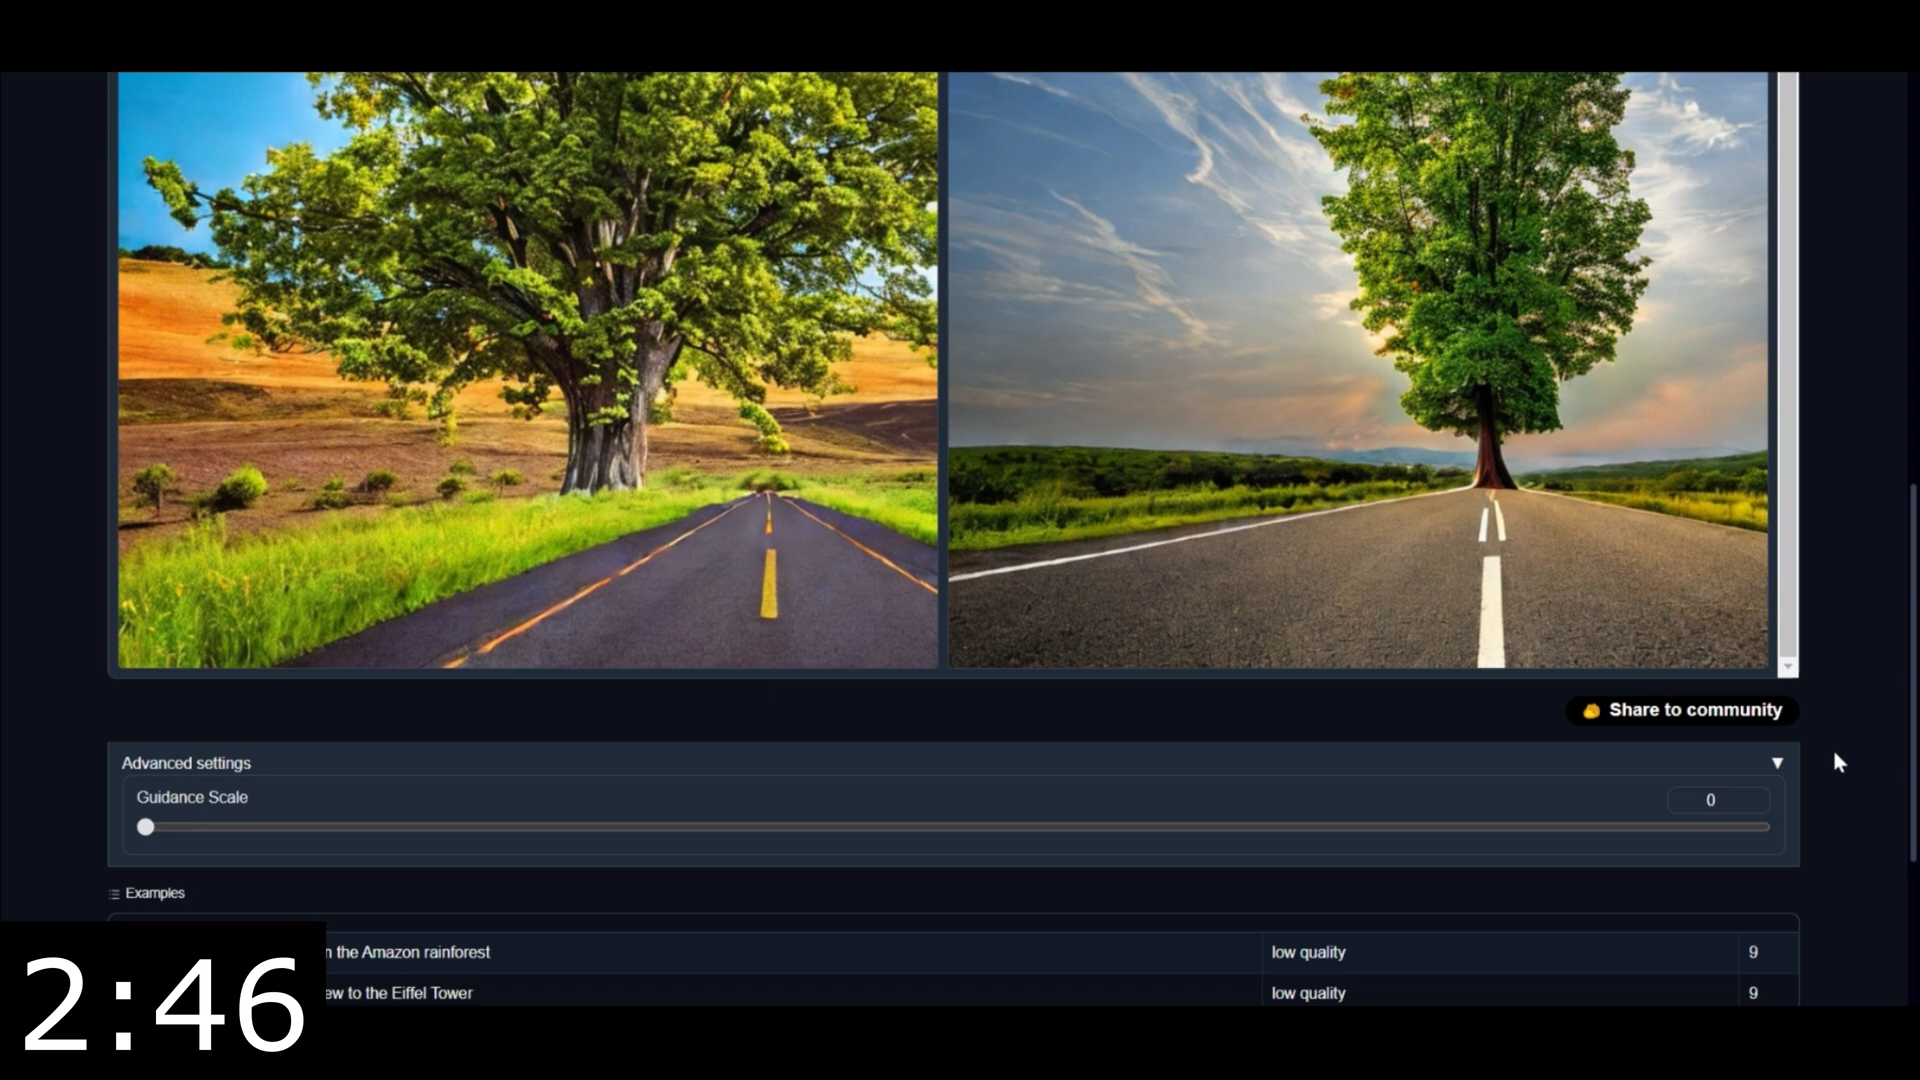 Share to community
Advanced settings
▼
Guidance Scale
0
Examples
n the Amazon rainforest low quality 9
ew to the Eiffel Tower low quality 9
2:46